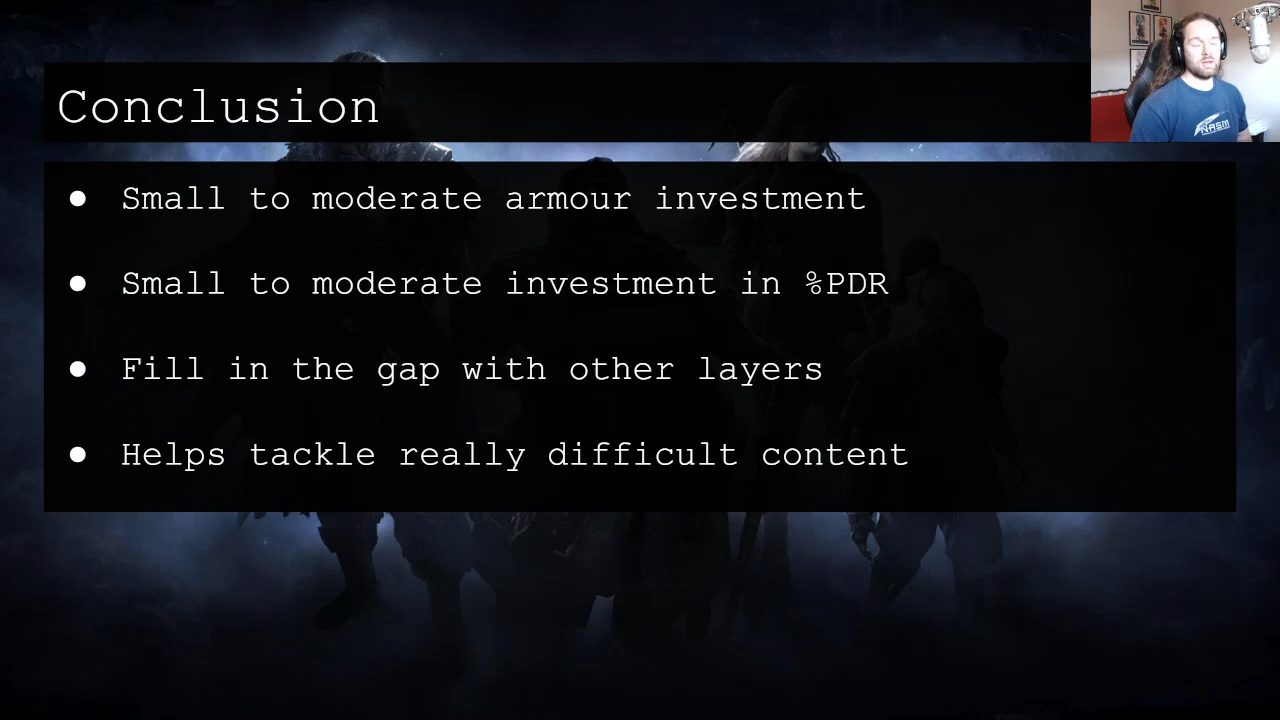 Conclusion
● Small to moderate armour investment
● Small to moderate investment in %PDR
● Fill in the gap with other layers
● Helps tackle really difficult content
NASM